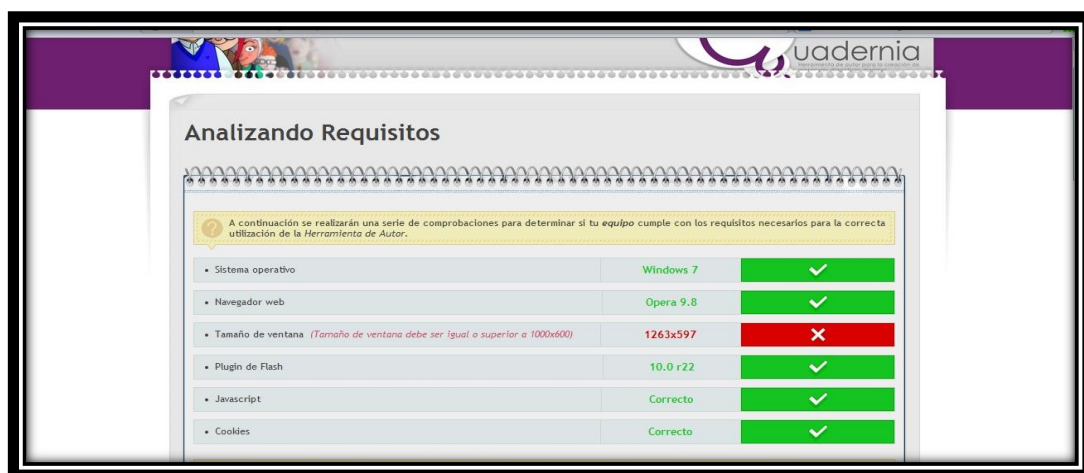 uadernia
Analizando Requisitos
A continuación se realizarán una serie de comprobaciones para determinar si tu equipo cumple con los requisitos necesarios para la correcta
utilización de la Herramienta de Autor.
• Sistema operativo Windows 7
• Navegador web Opera 9.8
• Tamaño de ventana (Tamaño de ventana debe ser igual o superior a 1000x600) 1263x597
• Plugin de Flash 10.0 r22
• Javascript Correcto
• Cookies Correcto